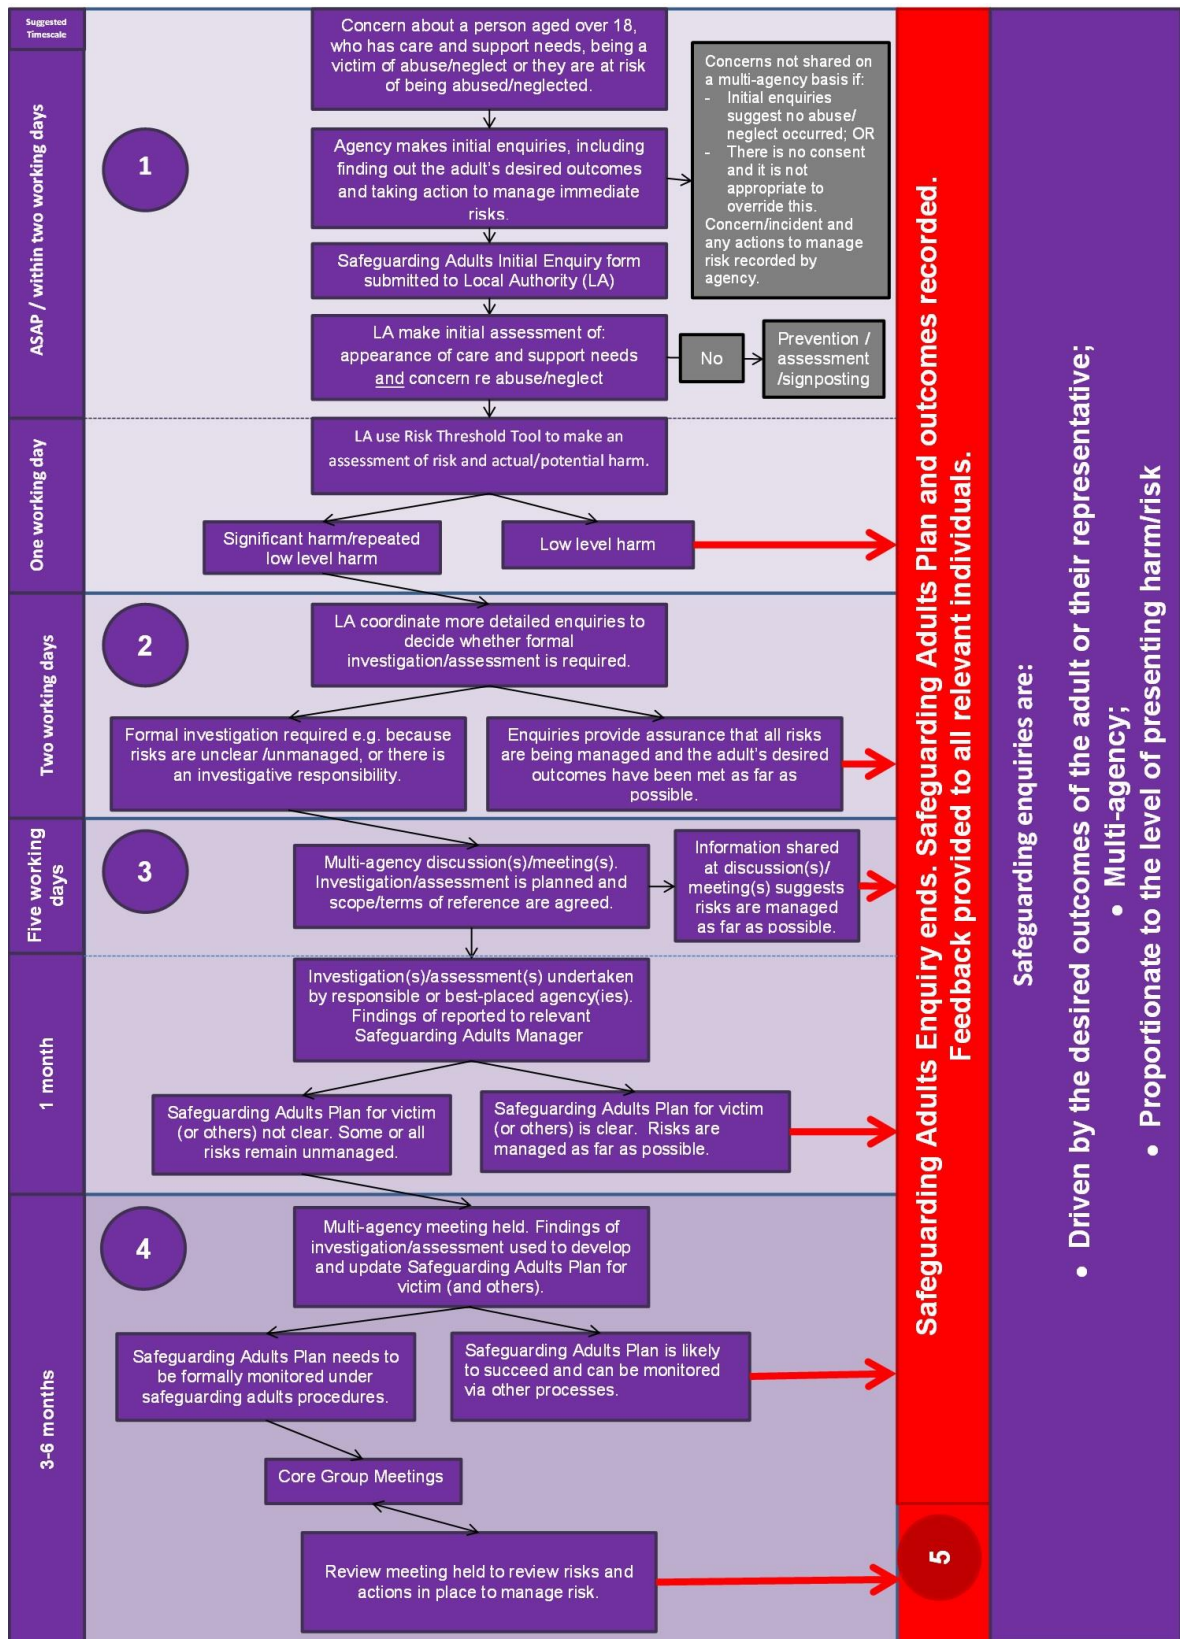 Suggested
Timescale
ASAP / within two working days
1
Concern about a person aged over 18,
who has care and support needs, being a
victim of abuse/neglect or they are at risk
of being abused/neglected.
Agency makes initial enquiries, including
finding out the adult's desired outcomes
and taking action to manage immediate
risks.
Concerns not shared on
a multi-agency basis if:
- Initial enquiries
suggest no abuse/
neglect occurred; OR
- There is no consent
and it is not
appropriate to
override this.
Concern/incident and
any actions to manage
risk recorded by
agency.
Safeguarding Adults Initial Enquiry form
submitted to Local Authority (LA)
LA make initial assessment of:
appearance of care and support needs
and concern re abuse/neglect
No
Prevention /
assessment
/signposting
One working day
LA use Risk Threshold Tool to make an
assessment of risk and actual/potential harm.
Significant harm/repeated
low level harm
Low level harm
Two working days
2
LA coordinate more detailed enquiries to
decide whether formal
investigation/assessment is required.
Formal investigation required e.g. because
risks are unclear /unmanaged, or there is
an investigative responsibility.
Enquiries provide assurance that all risks
are being managed and the adult's desired
outcomes have been met as far as
possible.
Five working
days
3
Multi-agency discussion(s)/meeting(s).
Investigation/assessment is planned and
scope/terms of reference are agreed.
Information shared
at discussion(s)/
meeting(s) suggests
risks are managed
as far as possible.
1 month
Investigation(s)/assessment(s) undertaken
by responsible or best-placed agency(ies).
Findings of reported to relevant
Safeguarding Adults Manager
Safeguarding Adults Plan for victim
(or others) not clear. Some or all
risks remain unmanaged.
Safeguarding Adults Plan for victim
(or others) is clear. Risks are
managed as far as possible.
3-6 months
4
Multi-agency meeting held. Findings of
investigation/assessment used to develop
and update Safeguarding Adults Plan for
victim (and others).
Safeguarding Adults Plan needs to
be formally monitored under
safeguarding adults procedures.
Safeguarding Adults Plan is likely
to succeed and can be monitored
via other processes.
Core Group Meetings
Review meeting held to review risks and
actions in place to manage risk.
Safeguarding Adults Enquiry ends. Safeguarding Adults Plan and outcomes recorded.
Feedback provided to all relevant individuals.
5
Safeguarding enquiries are:
• Driven by the desired outcomes of the adult or their representative;
• Multi-agency;
• Proportionate to the level of presenting harm/risk